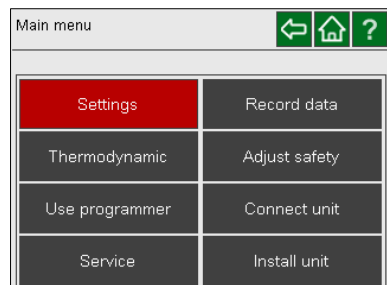 Main menu ?
Settings Record data
Thermodynamic Adjust safety
Use programmer Connect unit
Service Install unit